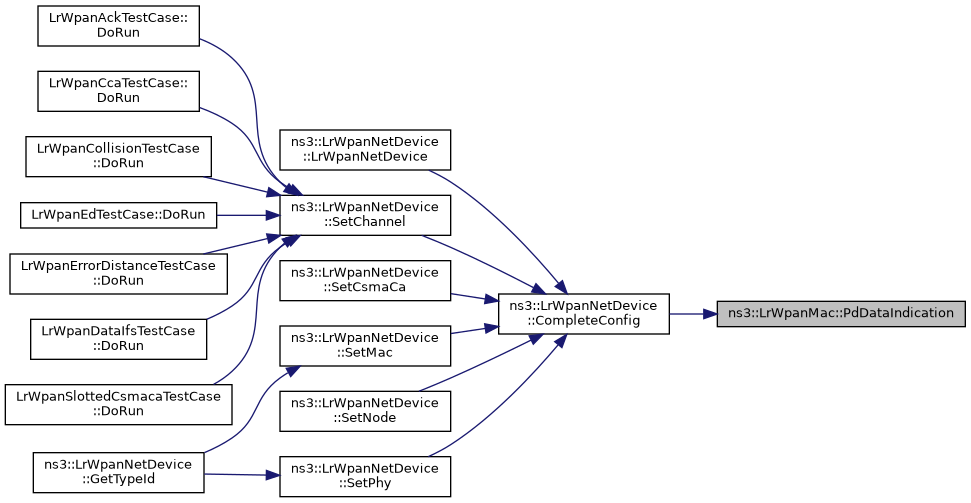 LrWpanAckTestCase::
DoRun
LrWpanCcaTestCase::
DoRun
LrWpanCollisionTestCase
::DoRun
LrWpanEdTestCase::DoRun
LrWpanErrorDistanceTestCase
::DoRun
LrWpanDataIfsTestCase
::DoRun
LrWpanSlottedCsmacaTestCase
::DoRun
ns3::LrWpanNetDevice
::GetTypeId
ns3::LrWpanNetDevice
::LrWpanNetDevice
ns3::LrWpanNetDevice
::SetChannel
ns3::LrWpanNetDevice
::SetCsmaCa
ns3::LrWpanNetDevice
::SetMac
ns3::LrWpanNetDevice
::SetNode
ns3::LrWpanNetDevice
::SetPhy
ns3::LrWpanNetDevice
::CompleteConfig
ns3::LrWpanMac::PdDataIndication